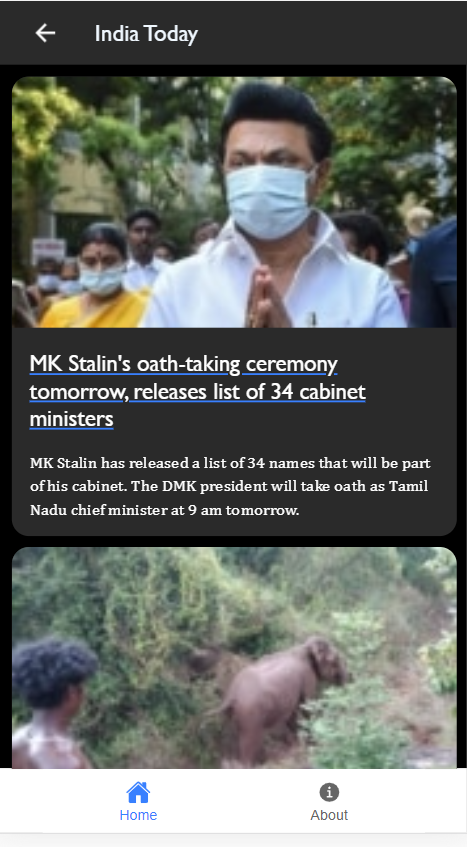 India Today
MK Stalin's oath-taking ceremony
tomorrow, releases list of 34 cabinet
ministers
MK Stalin has released a list of 34 names that will be part
of his cabinet. The DMK president will take oath as Tamil
Nadu chief minister at 9 am tomorrow.
Home
About